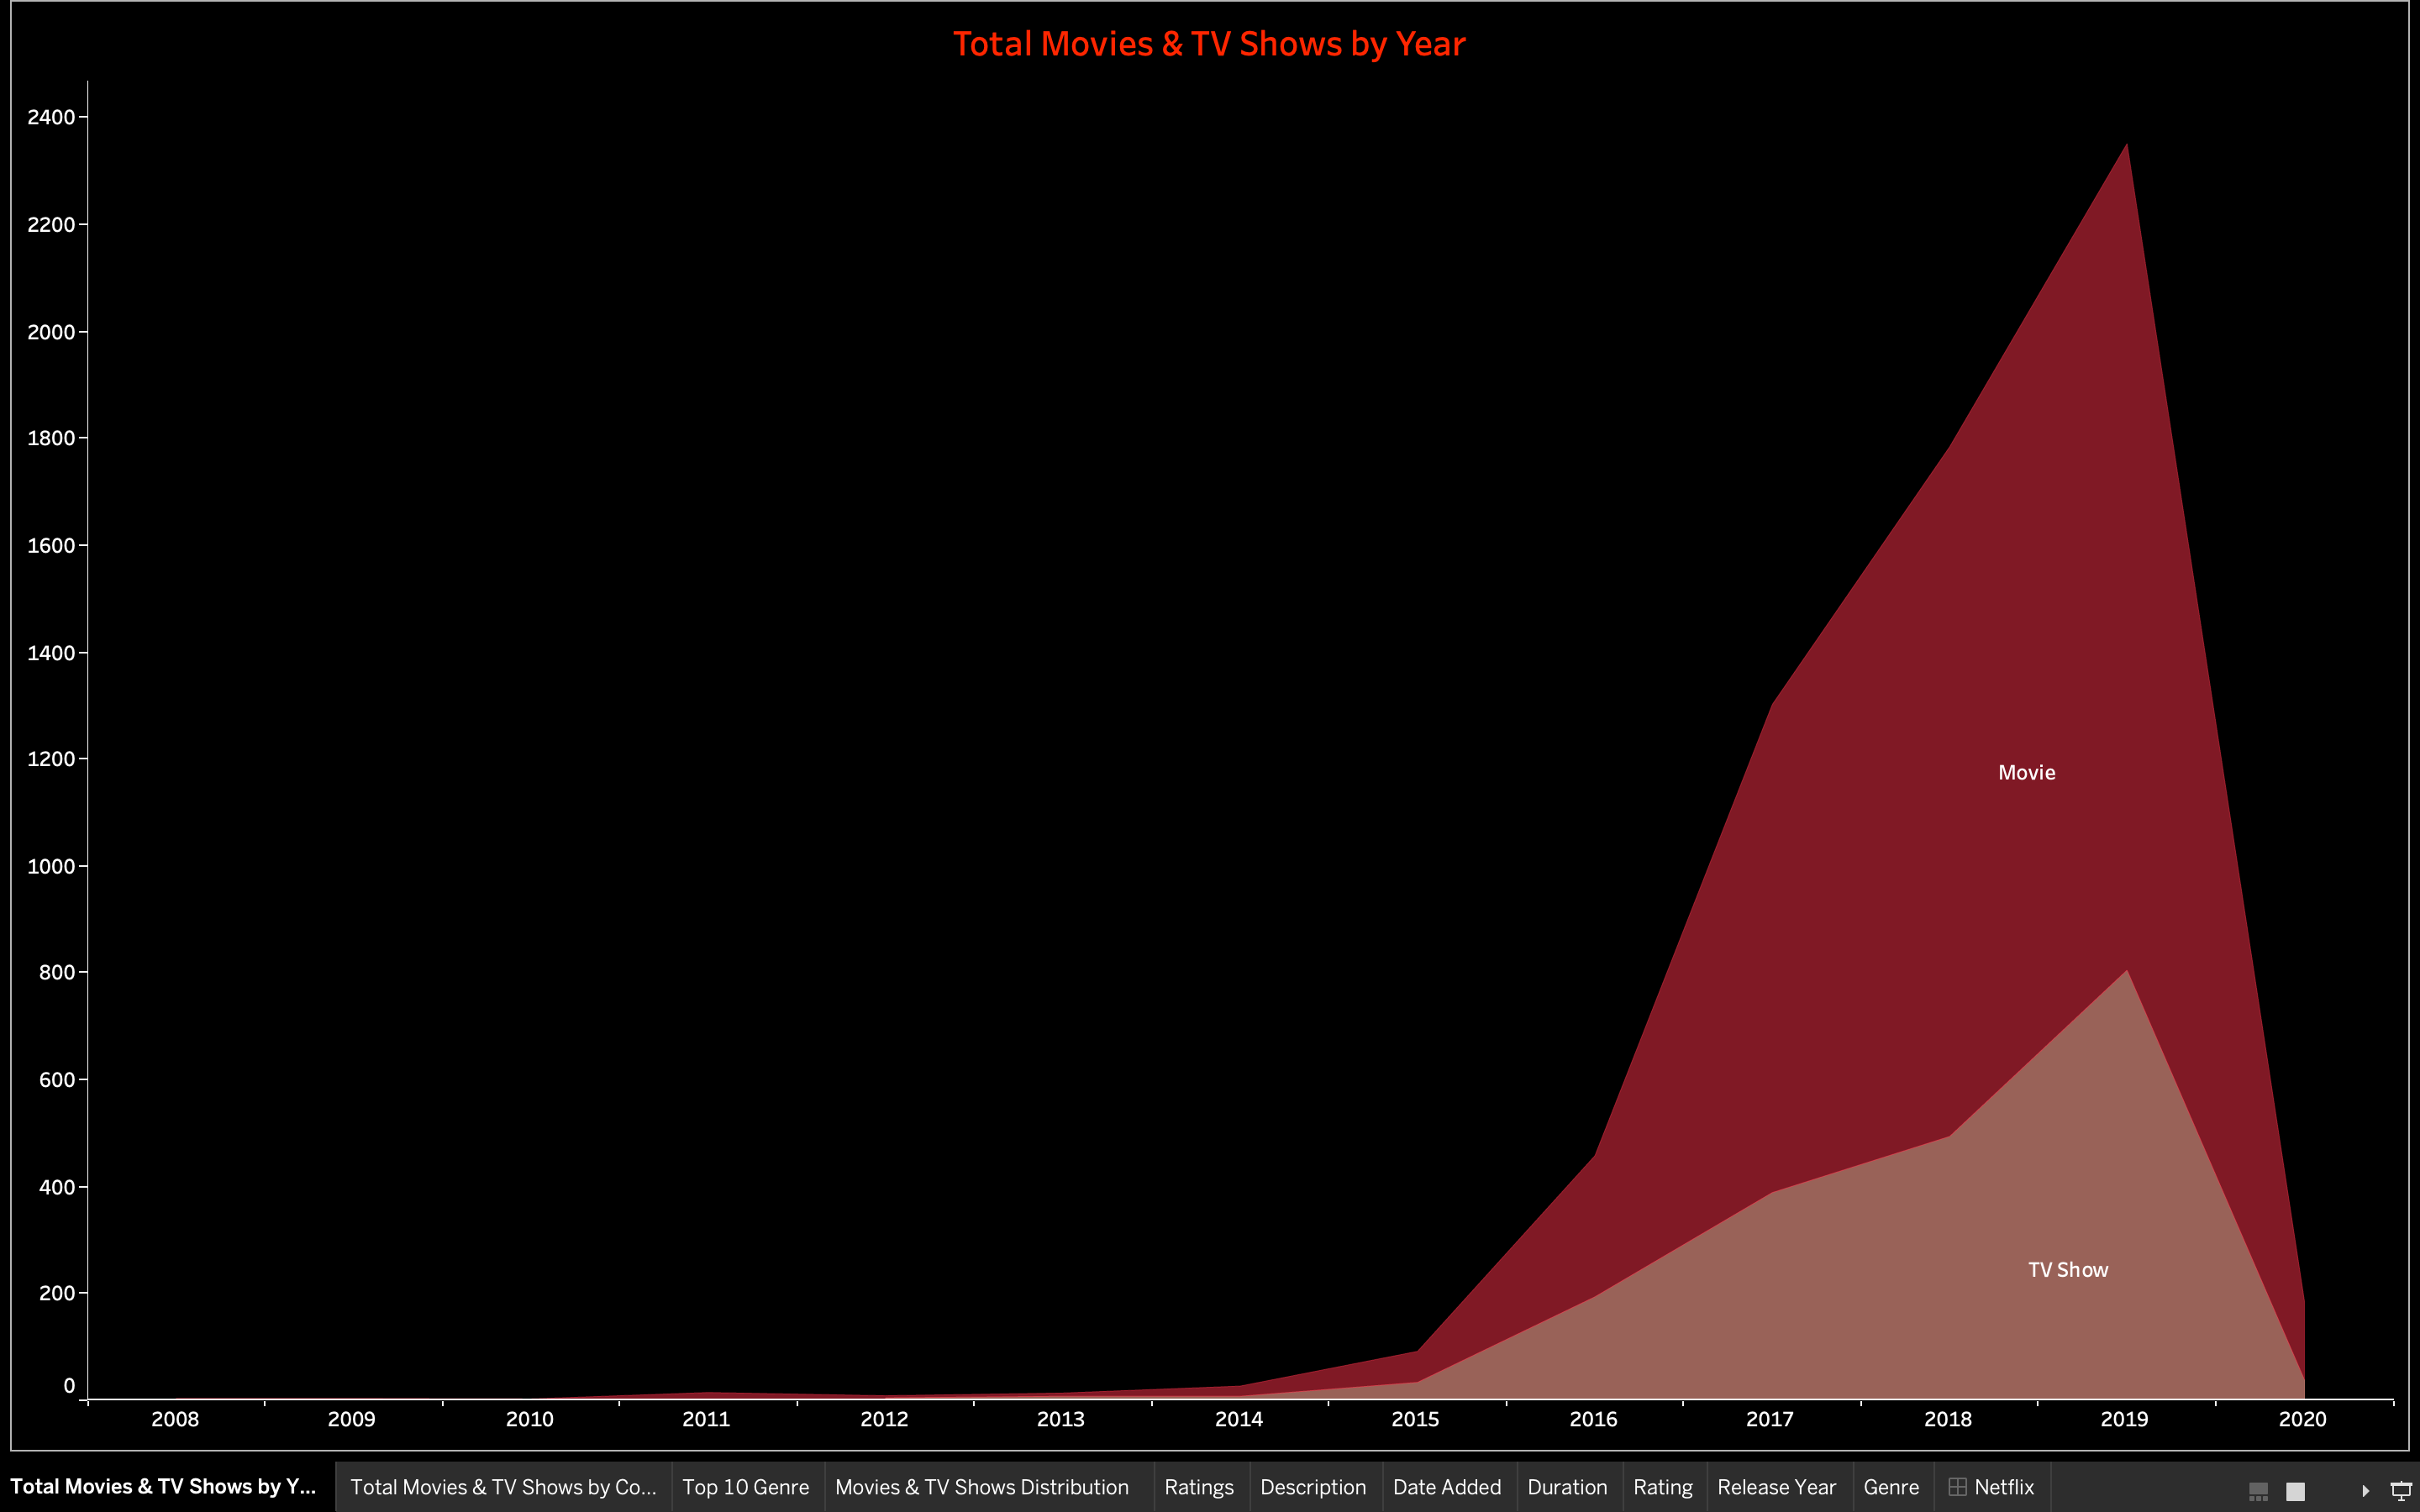 Total Movies & TV Shows by Year
2400
2200
2000
1800
1600
1400
1200
1000
800
600
400
200
0
Movie
TV Show
2008 2009 2010 2011 2012 2013 2014 2015 2016 2017 2018 2019 2020
Total Movies & TV Shows by Y... Total Movies & TV Shows by Co... Top 10 Genre Movies & TV Shows Distribution Ratings Description Date Added Duration Rating Release Year Genre Netflix